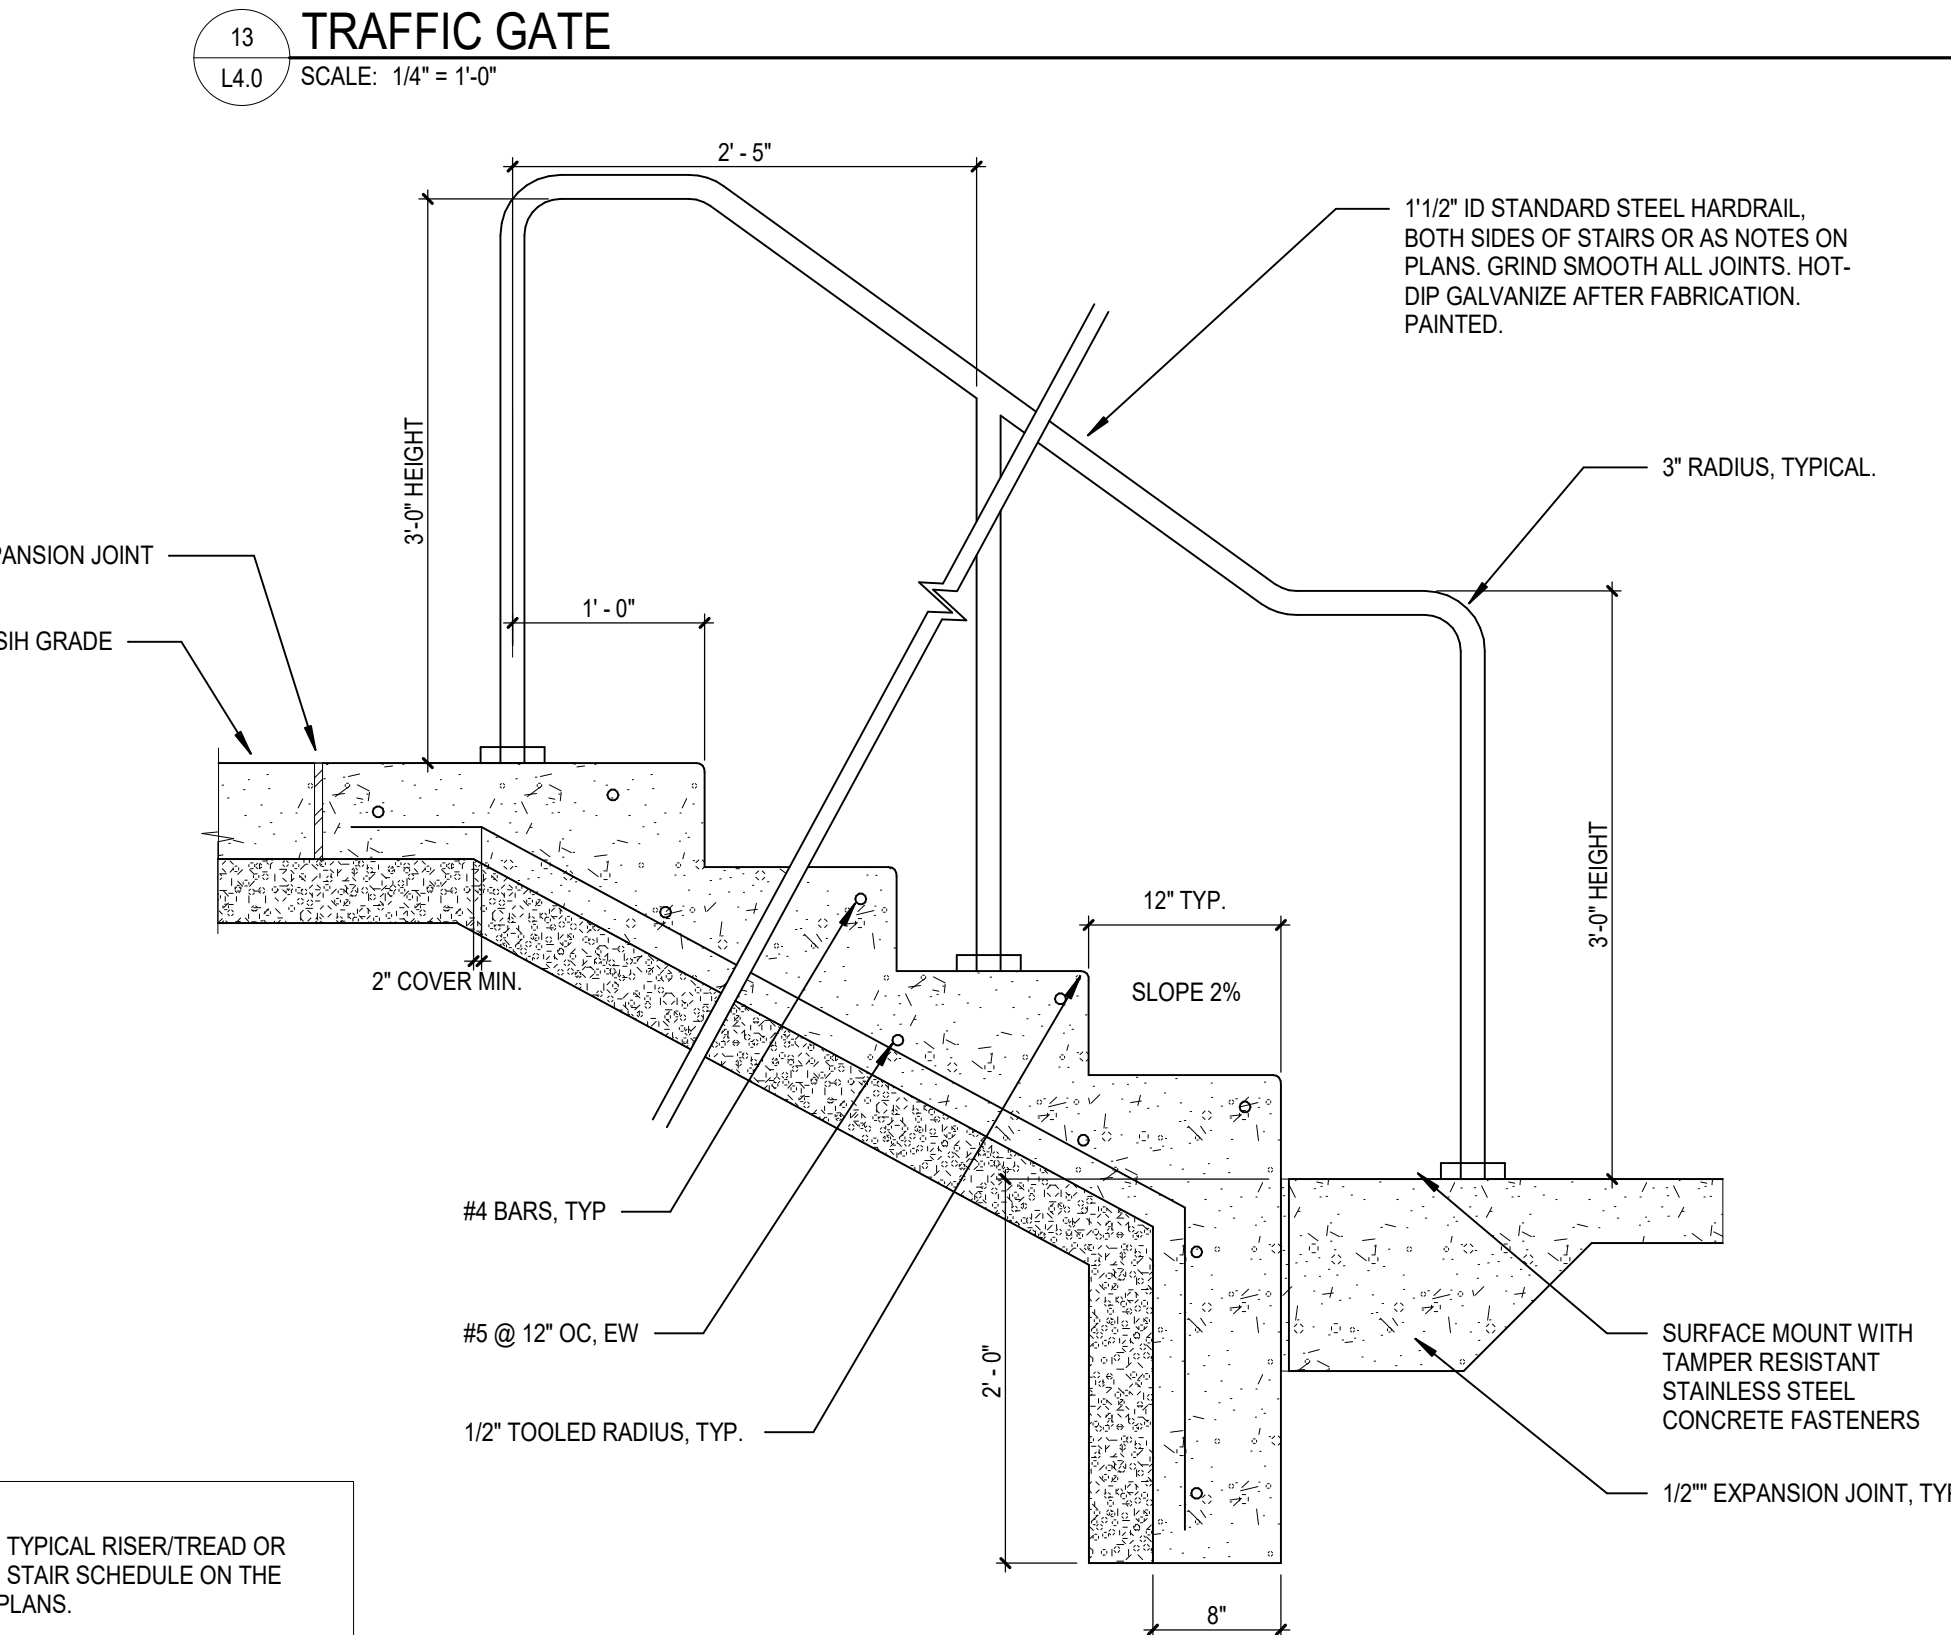 13
L4.0
TRAFFIC GATE
SCALE: 1/4" = 1'-0"
2' - 5"
1'1/2" ID STANDARD STEEL HARDRAIL,
BOTH SIDES OF STAIRS OR AS NOTES ON
PLANS. GRIND SMOOTH ALL JOINTS. HOT-
DIP GALVANIZE AFTER FABRICATION.
PAINTED.
3'-0" HEIGHT
3" RADIUS, TYPICAL.
PANSION JOINT
1' - 0"
SIH GRADE
3'-0" HEIGHT
12" TYP.
2" COVER MIN.
SLOPE 2%
#4 BARS, TYP
#5 @ 12" OC, EW
2' - 0"
SURFACE MOUNT WITH
TAMPER RESISTANT
STAINLESS STEEL
CONCRETE FASTENERS
1/2" TOOLED RADIUS, TYP.
1/2"" EXPANSION JOINT, TYP
TYPICAL RISER/TREAD OR
STAIR SCHEDULE ON THE
PLANS.
8"